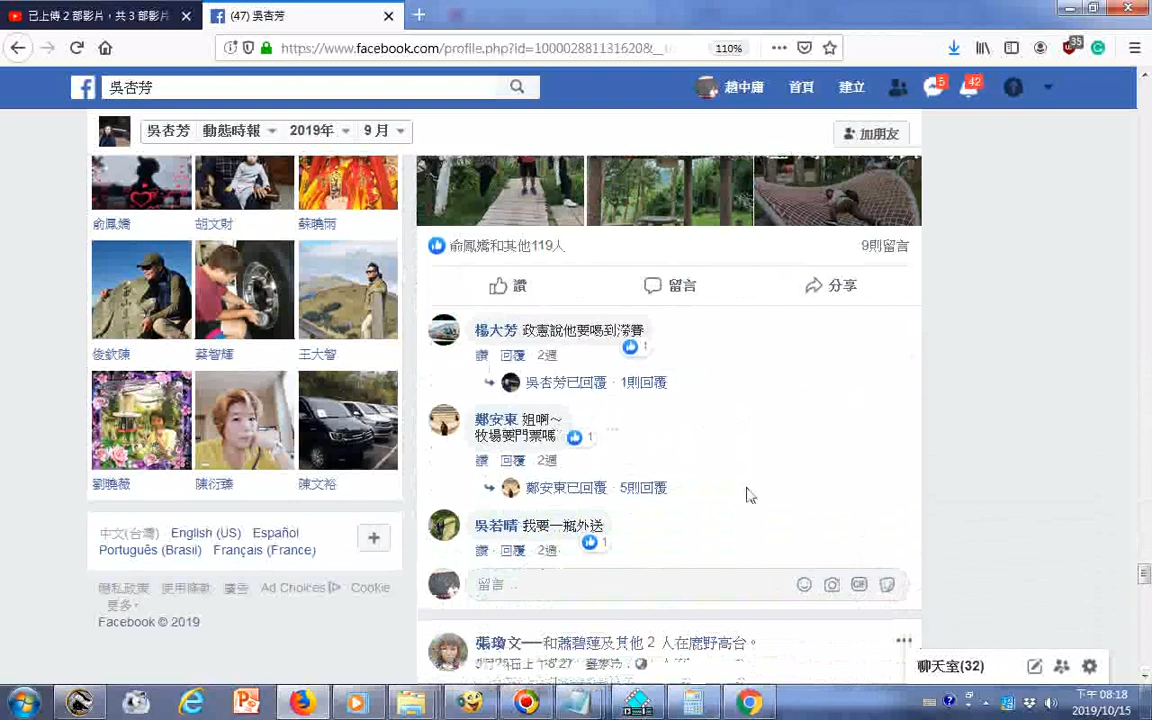 已上傳 2 部影片，共 3 部影片
(47) 吳杏芳
https://www.facebook.com/profile.php?id=100002881131620&__t
110%
35
吳杏芳
趙中庸
首頁
建立
5
42
吳杏芳
動態時報
2019年
9 月
加朋友
俞鳳嬌
胡文財
蘇曉雨
俞鳳嬌和其他119人
9則留言
讚
留言
分享
楊大芳 政憲說他要喝到
1
讚 回覆 2週
吳杏芳已回覆 · 1則回覆
俊欽陳
蔡智輝
王大智
鄭安東 姐啊～
牧場要門票嗎
1
讚 回覆 2週
鄭安東已回覆 · 5則回覆
劉曉薇
陳衍瑧
陳文裕
吳若晴 我要一瓶外送
1
讚 · 回覆 · 2週
中文(台灣) English (US) Español
Português (Brasil) Français (France)
隱私政策 使用條款 廣告 Ad Choices Cookie
更多
Facebook © 2019
留言
GIF
張瓊文──和蕭碧蓮及其他 2 人在鹿野高台。
聊天室(32)
下午 08:18
2019/10/15